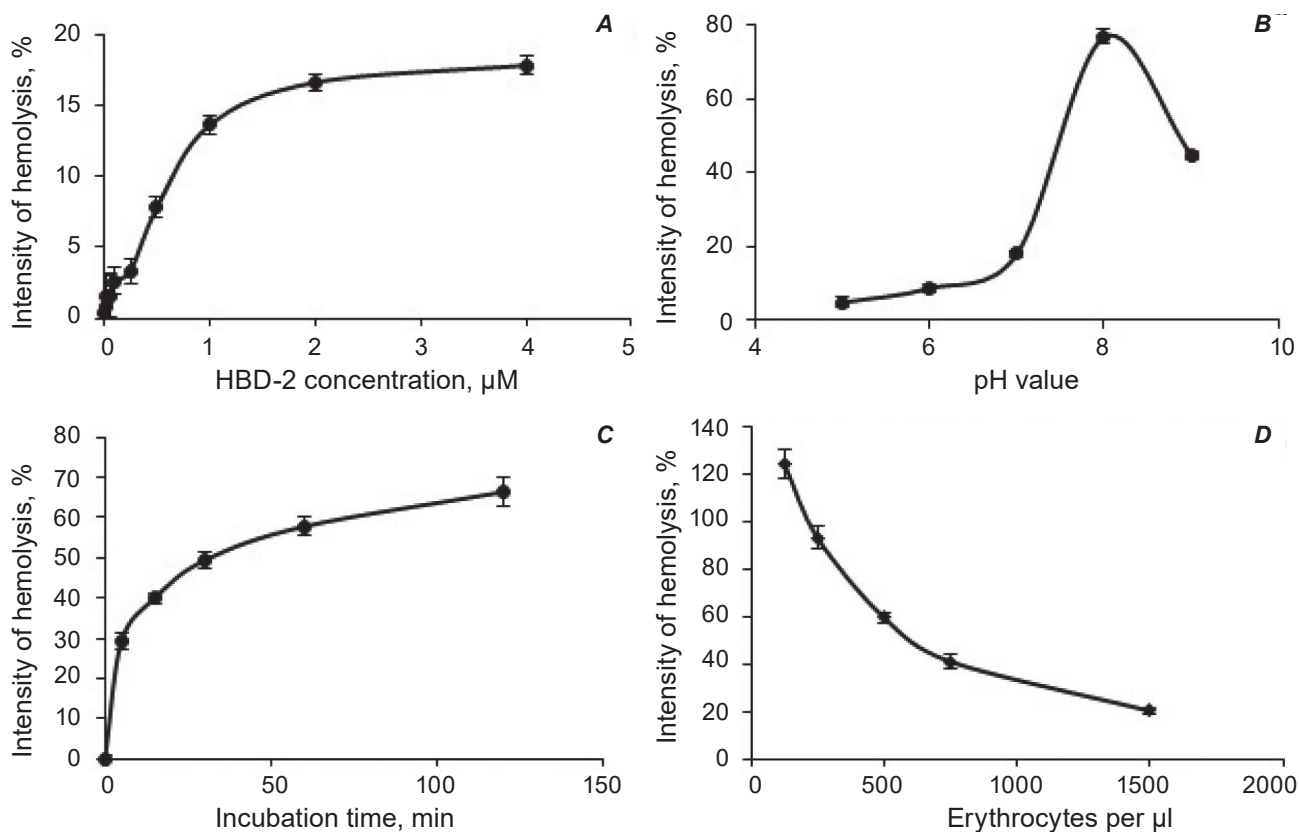 A
Intensity of hemolysis, %
20
15
10
5
0
0 1 2 3 4 5
HBD-2 concentration, µM
B
Intensity of hemolysis, %
80
60
40
20
0
4 6 8 10
pH value
C
Intensity of hemolysis, %
80
70
60
50
40
30
20
10
0
0 50 100 150
Incubation time, min
D
Intensity of hemolysis, %
140
120
100
80
60
40
20
0
0 500 1000 1500 2000
Erythrocytes per µl